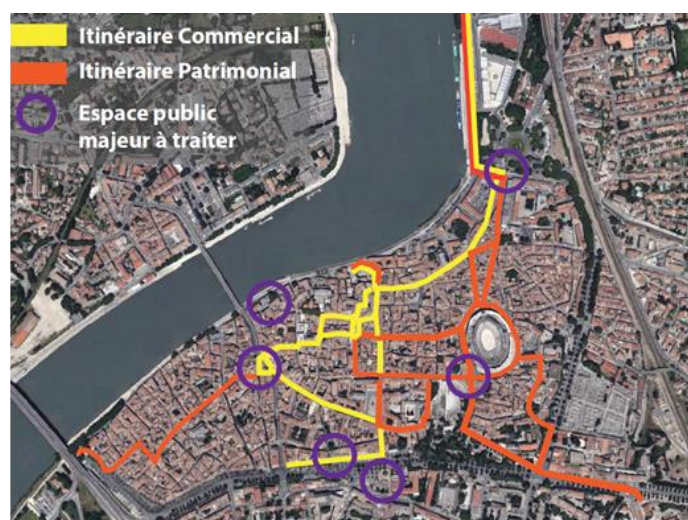 Itinéraire Commercial
Itinéraire Patrimonial
Espace public
majeur à traiter